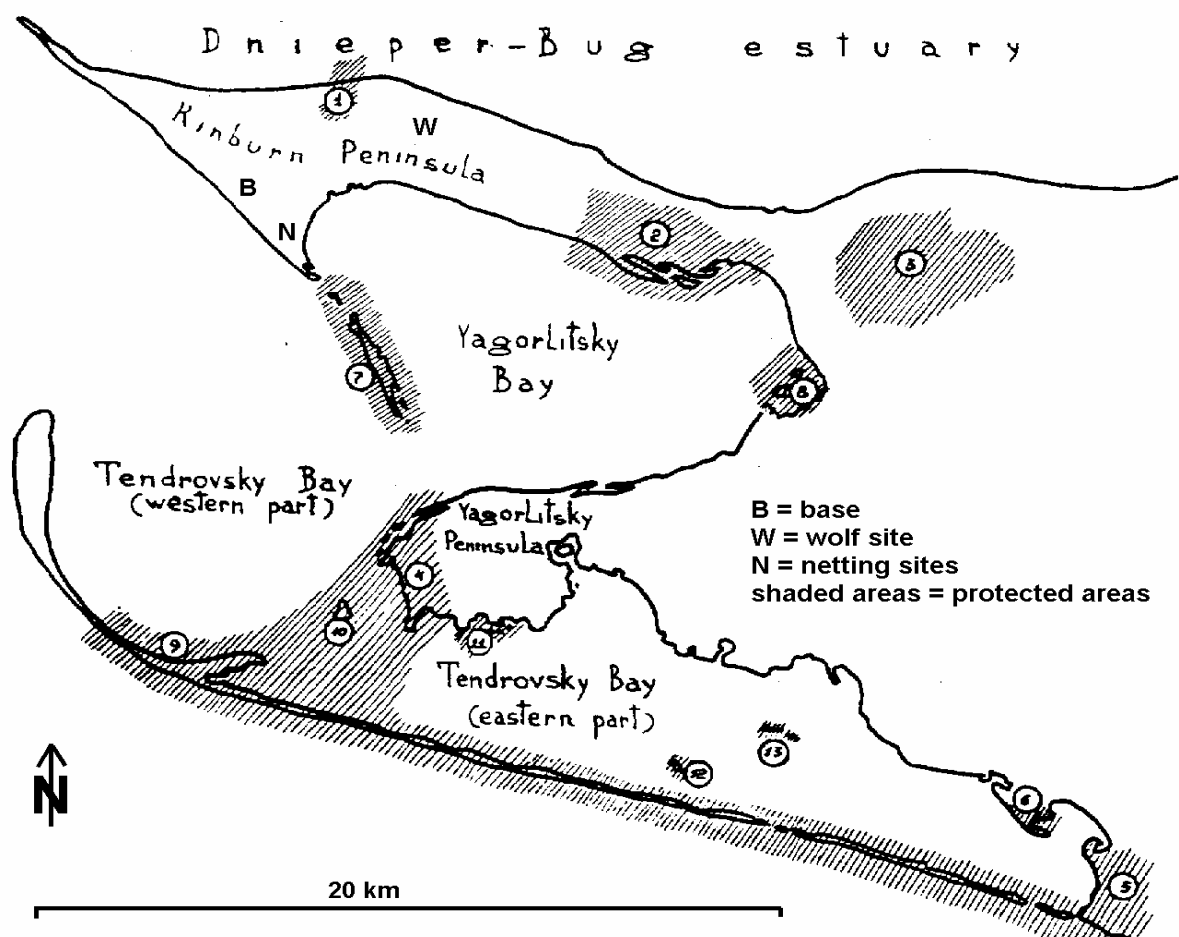 Dnieper-Bug estuary
1
Kinburn Peninsula
W
B
N
2
3
7
Yagorlitsky
Bay
8
Tendrovsky Bay
(western part)
Yagorlitsky
Peninsula
4
B = base
W = wolf site
N = netting sites
shaded areas = protected areas
9
10
11
Tendrovsky Bay
(eastern part)
12
13
6
5
N
20 km